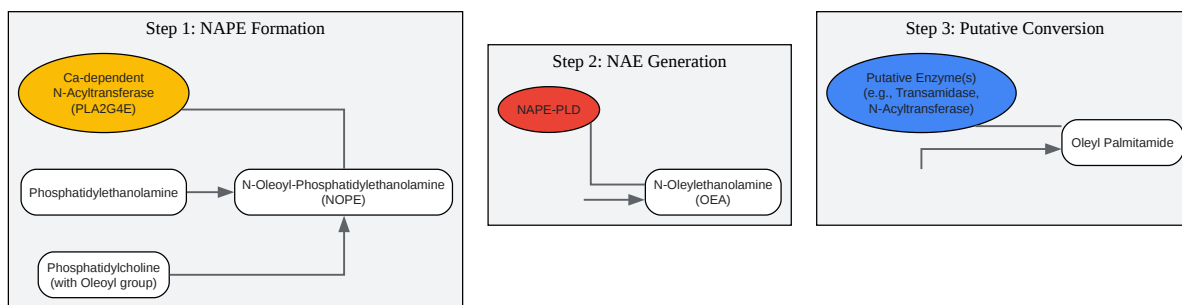 Step 1: NAPE Formation
Ca-dependent
N-Acyltransferase
(PLA2G4E)
Phosphatidylethanolamine
N-Oleoyl-Phosphatidylethanolamine
(NOPE)
Phosphatidylcholine
(with Oleoyl group)
Step 2: NAE Generation
NAPE-PLD
N-Oleylethanolamine
(OEA)
Step 3: Putative Conversion
Putative Enzyme(s)
(e.g., Transamidase,
N-Acyltransferase)
Oleyl Palmitamide